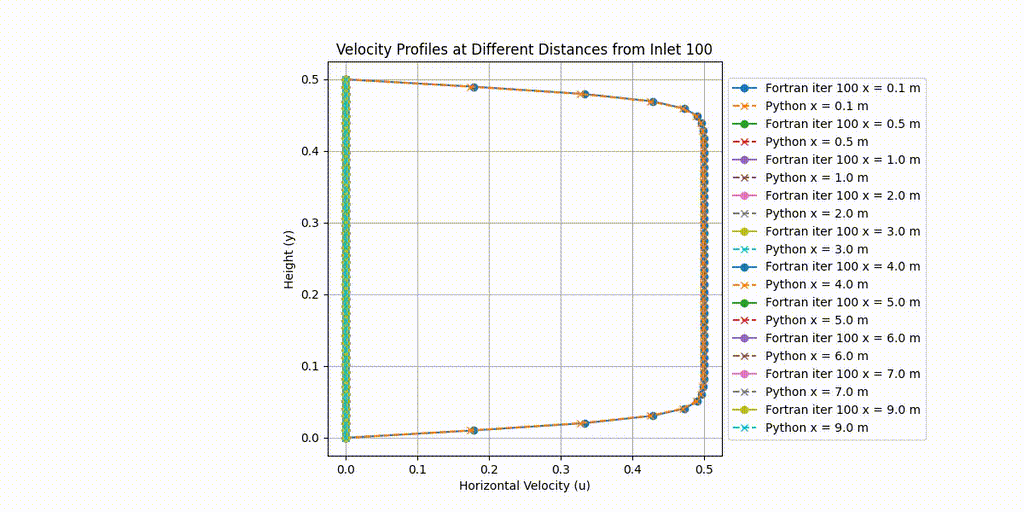 Velocity Profiles at Different Distances from Inlet 100
0.5
0.4
0.3
0.2
0.1
0.0
Height (y)
0.0 0.1 0.2 0.3 0.4 0.5
Horizontal Velocity (u)
Fortran iter 100 x = 0.1 m
Python x = 0.1 m
Fortran iter 100 x = 0.5 m
Python x = 0.5 m
Fortran iter 100 x = 1.0 m
Python x = 1.0 m
Fortran iter 100 x = 2.0 m
Python x = 2.0 m
Fortran iter 100 x = 3.0 m
Python x = 3.0 m
Fortran iter 100 x = 4.0 m
Python x = 4.0 m
Fortran iter 100 x = 5.0 m
Python x = 5.0 m
Fortran iter 100 x = 6.0 m
Python x = 6.0 m
Fortran iter 100 x = 7.0 m
Python x = 7.0 m
Fortran iter 100 x = 9.0 m
Python x = 9.0 m